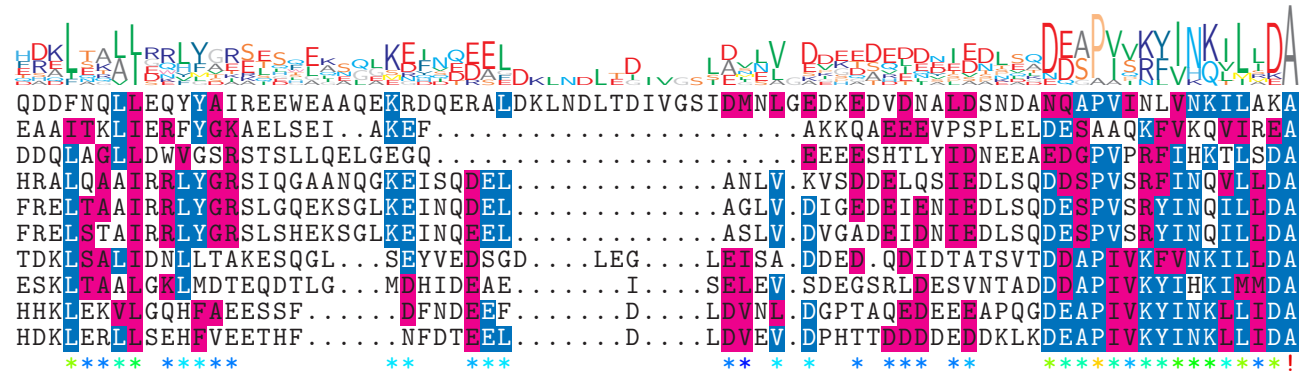 QDDFNQLLEQYYAIREEWEAAQEKRDQERALDKLNDLTDIVGSIDMNLGEDKEDVDNALDSNDANQAPVINLVNKILAKA
EAAITKLIERFYGKAELSEI..AKEF.......................AKKQAEEEVPSPLELDESAAQKFVKQVIREA
DDQLAGLLDWVGSRSTSLLQELGEGQ.......................EEEESHTLYIDNEEAEDGPVPRFIHKTLSDA
HRALQAAIRRLYGRSIQGAANQGKEISQDEL.............ANLV.KVSDDELQSIEDLSQDDSPVSRFINQVLLDA
FRELTAAIRRLYGRSLGQEKSGLKEINQDEL.............AGLV.DIGEDEIENIEDLSQDESPVSRYINQILLDA
FRELSTAIRRLYGRSLSHEKSGLKEINQEEL.............ASLV.DVGADEIDNIEDLSQDESPVSRYINQILLDA
TDKLSALIDNLLTAKESQGL...SEYVEDSGD....LEG....LEISA.DDED.QDIDTATSVTDDAPIVKFVNKILLDA
ESKLTAALGKLMDTEQDTLG...MDHIDEAE.......I....SELEV.SDEGSRLDESVNTADDDAPIVKYIHKIMMDA
HHKLEKVLGQHFAEESSF......DFNDEEF.......D....LDVNL.DGPTAQEDEEEAPQGDEAPIVKYINKLLIDA
HDKLERLLSEHFVEETHF......NFDTEEL.......D....LDVEV.DPHTTDDDDEDDKLKDEAPIVKYINKLLIDA
***** ***** ** *** ** * * * *** ** ***************!